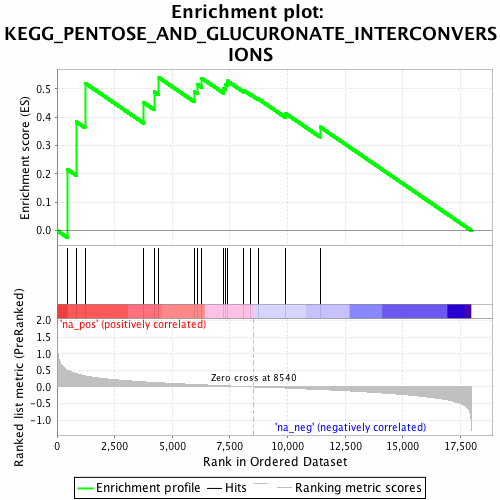 Enrichment plot:
KEGG_PENTOSE_AND_GLUCURONATE_INTERCONVERS
IONS
Enrichment score (ES)
0.5
0.4
0.3
0.2
0.1
0.0
Ranked list metric (PreRanked)
'na_pos' (positively correlated)
2.0
1.5
1.0
0.5
0.0
-0.5
-1.0
Zero cross at 8540
'na_neg' (negatively correlated)
0 2,500 5,000 7,500 10,000 12,500 15,000 17,500
Rank in Ordered Dataset
Enrichment profile Hits Ranking metric scores